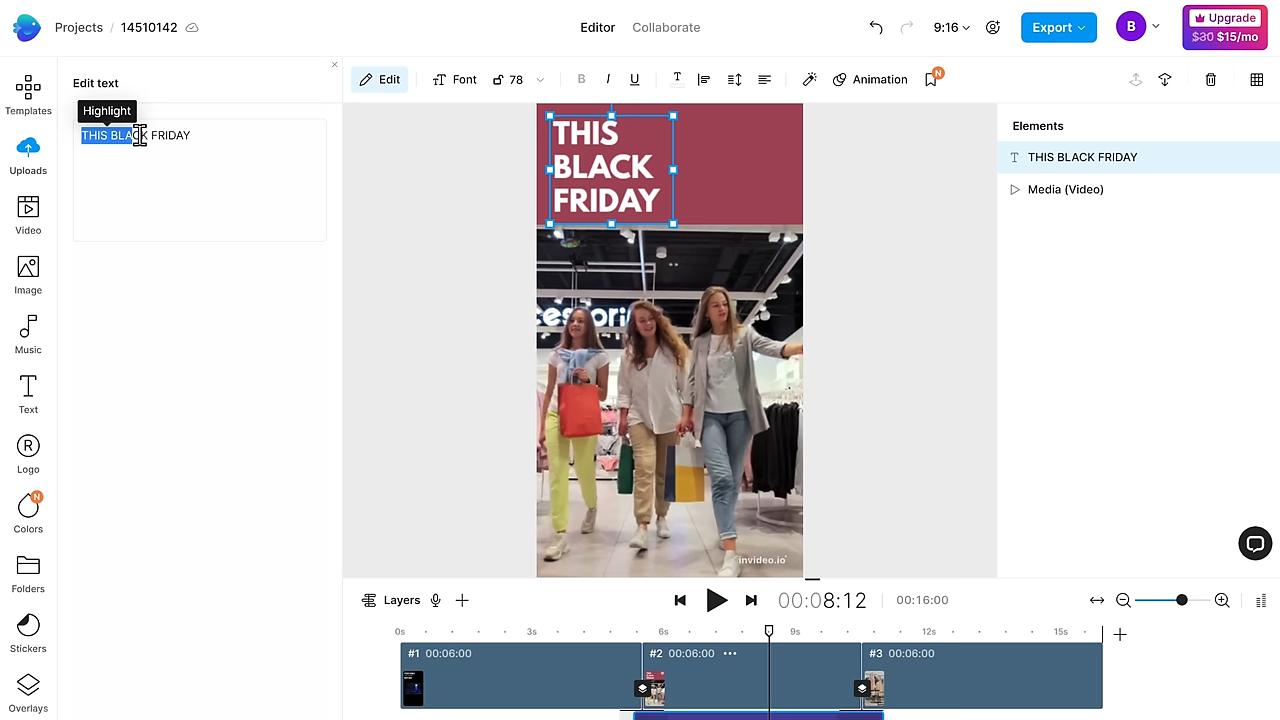 Projects / 14510142
Editor
Collaborate
9:16
Export
B
Upgrade
$30 $15/mo
Templates
Uploads
Video
Image
Music
Text
Logo
Colors
Folders
Stickers
Overlays
N
Edit text
Highlight
THIS BLACK FRIDAY
Edit
Font
78
B
I
U
T
Animation
N
THIS
BLACK
FRIDAY
cessori
invideo.io
Elements
THIS BLACK FRIDAY
Media (Video)
Layers
00:08:12
00:16:00
0s
3s
6s
9s
12s
15s
#1 00:06:00
#2 00:06:00
#3 00:06:00